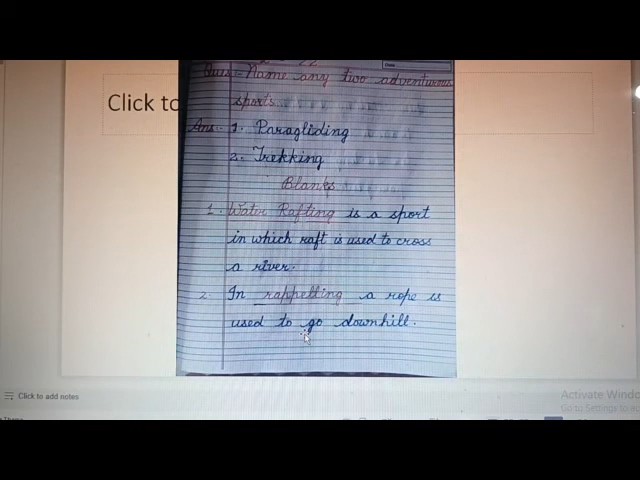 Ques- Name any two adventurous
Click to
sports.
Ans- 1. Paragliding
2. Trekking
Blanks
1. Water Rafting is a sport
in which raft is used to cross
a river.
2. In rappelling a rope is
used to go downhill.
Click to add notes
Activate Windo
Go to Settings to ac